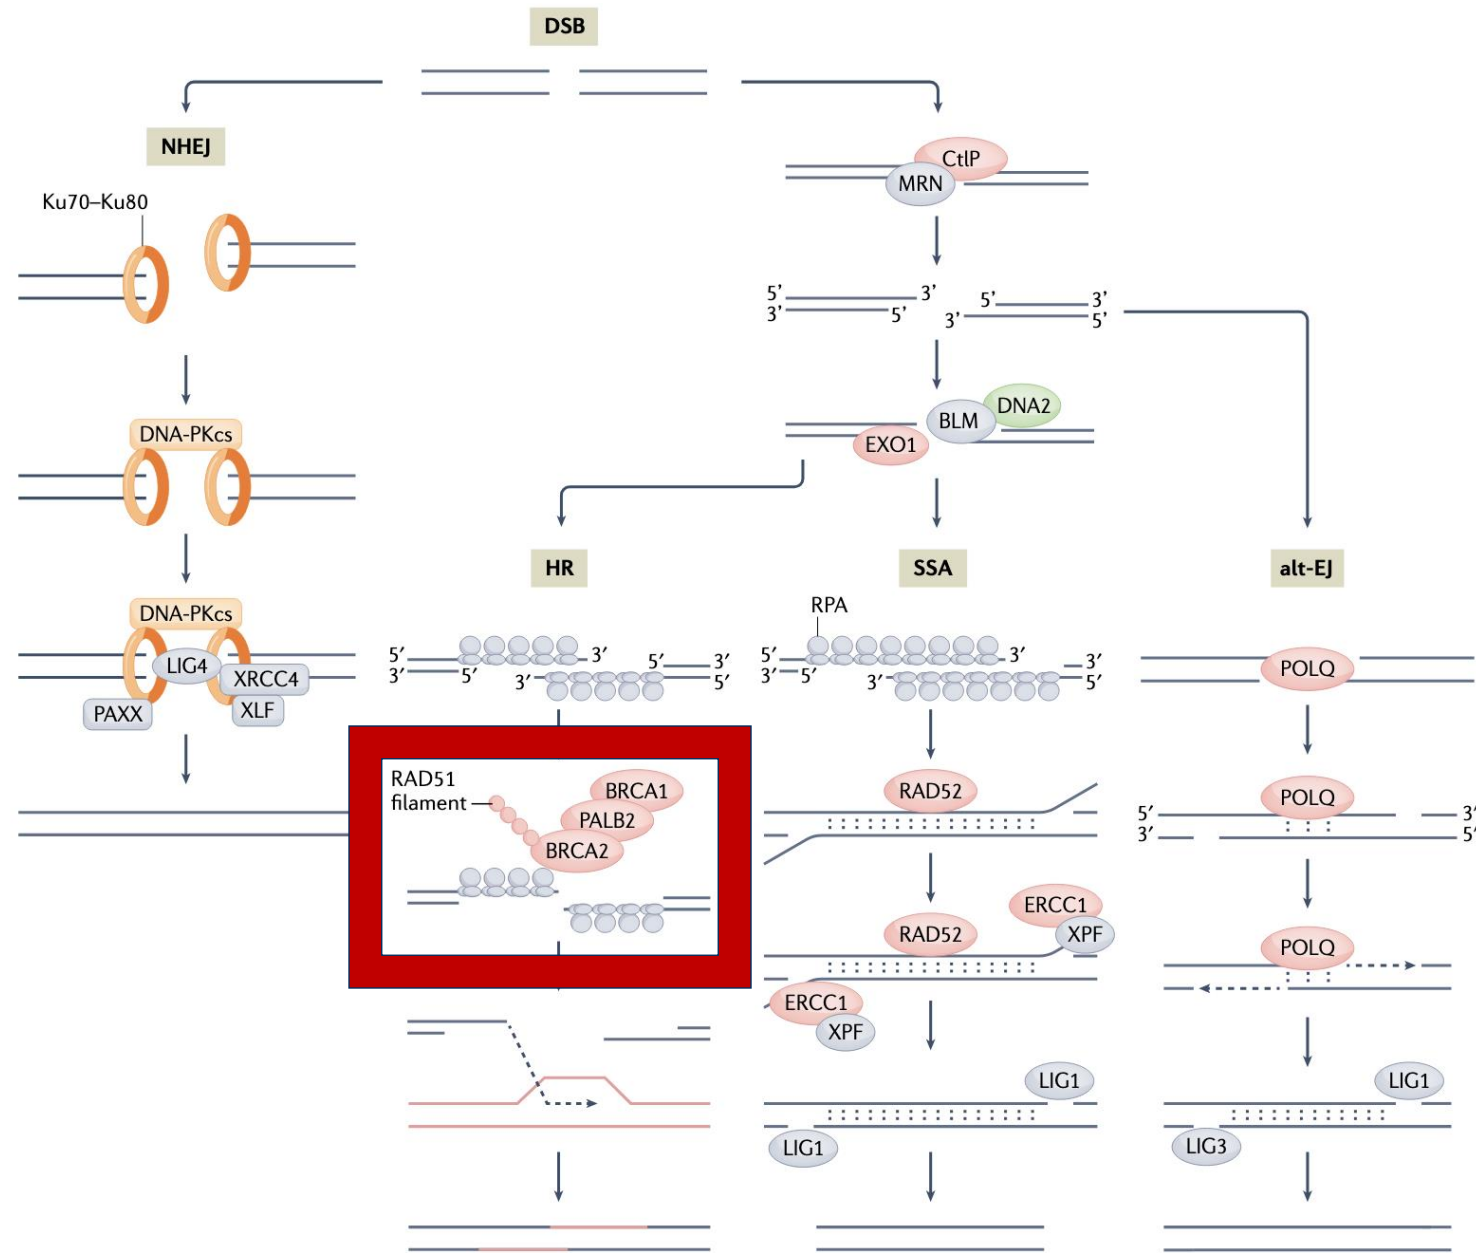 DSB
NHEJ
Ku70–Ku80
CtIP
MRN
5’ 3’ 5’ 3’
3’ 5’ 3’ 5’
DNA-PKcs
EXO1
BLM
DNA2
HR
SSA
alt-EJ
DNA-PKcs
LIG4
XRCC4
PAXX
XLF
5′ 3′ 5′ 3′
3′ 5′ 3′ 5′
RPA
5′ 3′ 3′
3′ 5′ 3′ 5′
POLQ
RAD51
filament
BRCA1
PALB2
BRCA2
RAD52
POLQ
5′ 3′
3′ 5′
RAD52
ERCC1
XPF
ERCC1
XPF
POLQ
LIG1
LIG1
LIG1
LIG3